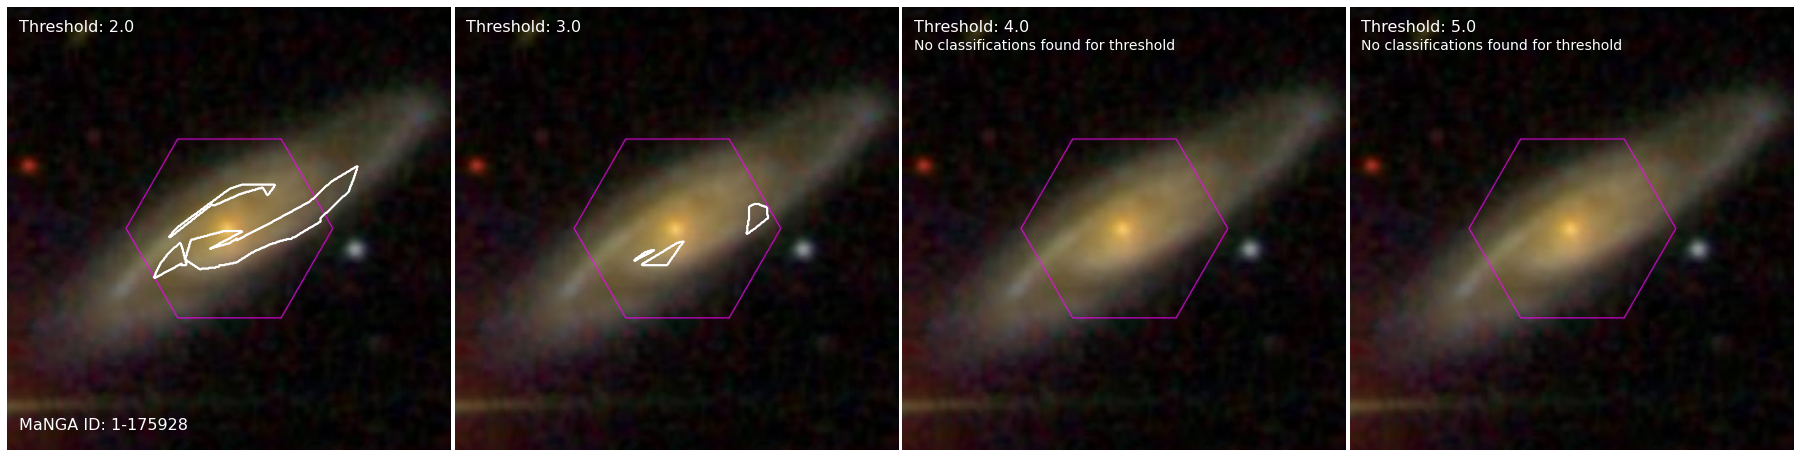 Threshold: 2.0
MaNGA ID: 1-175928
Threshold: 3.0
Threshold: 4.0
No classifications found for threshold
Threshold: 5.0
No classifications found for threshold